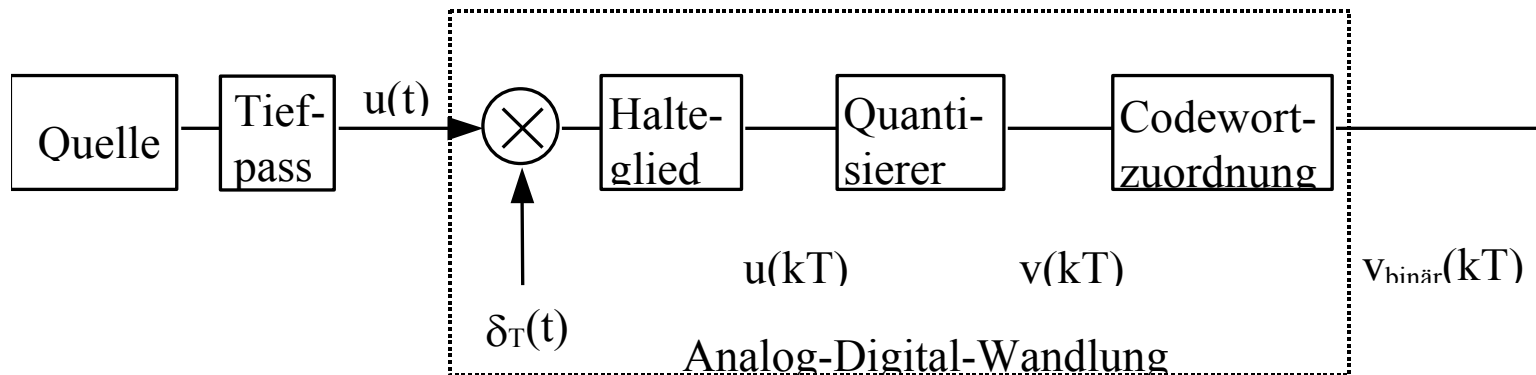 Quelle
Tief-
pass
u(t)
Halte-
glied
Quanti-
sierer
Codewort-
zuordnung
u(kT)
v(kT)
v_binär(kT)
δ_T(t)
Analog-Digital-Wandlung